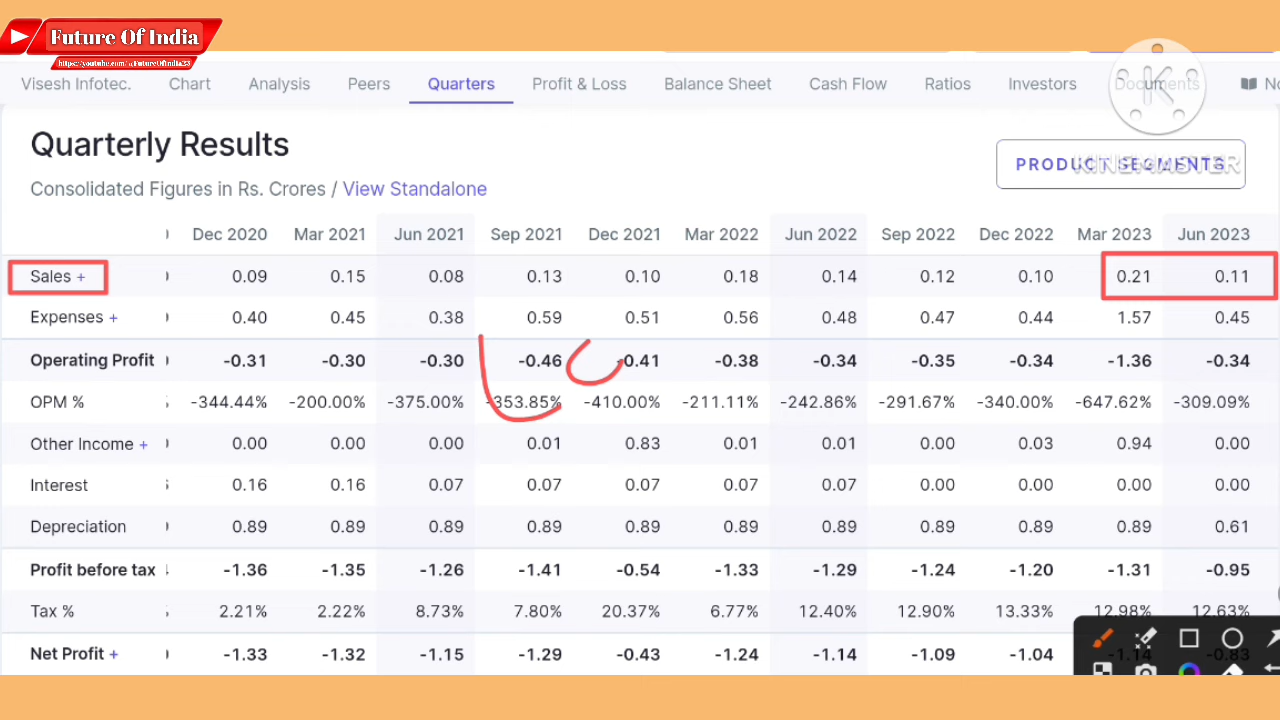 Future Of India
Visesh Infotec. Chart Analysis Peers Quarters Profit & Loss Balance Sheet Cash Flow Ratios Investors Documents
Quarterly Results
PRODUCT SEGMENTS
KINEMASTER
Consolidated Figures in Rs. Crores / View Standalone
Dec 2020 Mar 2021 Jun 2021 Sep 2021 Dec 2021 Mar 2022 Jun 2022 Sep 2022 Dec 2022 Mar 2023 Jun 2023
Sales + 0.09 0.15 0.08 0.13 0.10 0.18 0.14 0.12 0.10 0.21 0.11
Expenses + 0.40 0.45 0.38 0.59 0.51 0.56 0.48 0.47 0.44 1.57 0.45
Operating Profit -0.31 -0.30 -0.30 -0.46 -0.41 -0.38 -0.34 -0.35 -0.34 -1.36 -0.34
OPM % -344.44% -200.00% -375.00% -353.85% -410.00% -211.11% -242.86% -291.67% -340.00% -647.62% -309.09%
Other Income + 0.00 0.00 0.00 0.01 0.83 0.01 0.01 0.00 0.03 0.94 0.00
Interest 0.16 0.16 0.07 0.07 0.07 0.07 0.07 0.00 0.00 0.00 0.00
Depreciation 0.89 0.89 0.89 0.89 0.89 0.89 0.89 0.89 0.89 0.89 0.61
Profit before tax -1.36 -1.35 -1.26 -1.41 -0.54 -1.33 -1.29 -1.24 -1.20 -1.31 -0.95
Tax % 2.21% 2.22% 8.73% 7.80% 20.37% 6.77% 12.40% 12.90% 13.33% 12.98% 12.63%
Net Profit + -1.33 -1.32 -1.15 -1.29 -0.43 -1.24 -1.14 -1.09 -1.04 -1.14 -0.83